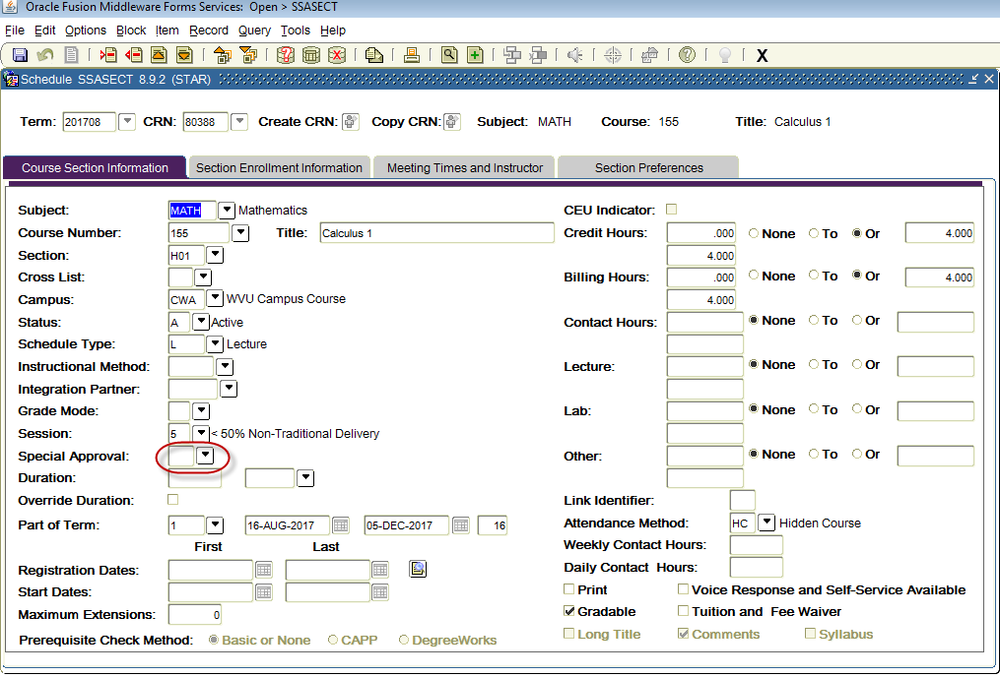 Oracle Fusion Middleware Forms Services: Open > SSASECT
File Edit Options Block Item Record Query Tools Help
X
Schedule SSASECT 8.9.2 (STAR)
Term: 201708 CRN: 80388 Create CRN: Copy CRN: Subject: MATH Course: 155 Title: Calculus 1
Course Section Information Section Enrollment Information Meeting Times and Instructor Section Preferences
Subject: MATH Mathematics CEU Indicator:
Course Number: 155 Title: Calculus 1 Credit Hours: .000 None To Or 4.000
Section: H01 4.000
Cross List: Billing Hours: .000 None To Or 4.000
Campus: CWA WVU Campus Course 4.000
Status: A Active Contact Hours: None To Or
Schedule Type: L Lecture
Instructional Method: Lecture: None To Or
Integration Partner:
Grade Mode: Lab: None To Or
Session: 5 < 50% Non-Traditional Delivery
Special Approval: Other: None To Or
Duration:
Override Duration: Link Identifier:
Part of Term: 1 16-AUG-2017 05-DEC-2017 16 Attendance Method: HC Hidden Course
First Last Weekly Contact Hours:
Registration Dates: Daily Contact Hours:
Start Dates: Print Voice Response and Self-Service Available
Maximum Extensions: 0 Gradable Tuition and Fee Waiver
Prerequisite Check Method: Basic or None CAPP DegreeWorks Long Title Comments Syllabus